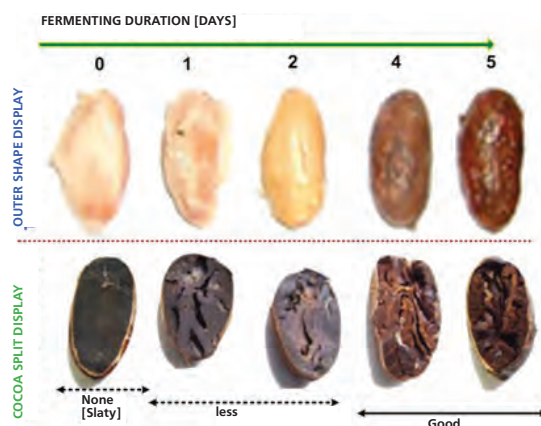 FERMENTING DURATION [DAYS]
0 1 2 4 5
OUTER SHAPE DISPLAY
COCOA SPLIT DISPLAY
None
[Slaty]
less
Good